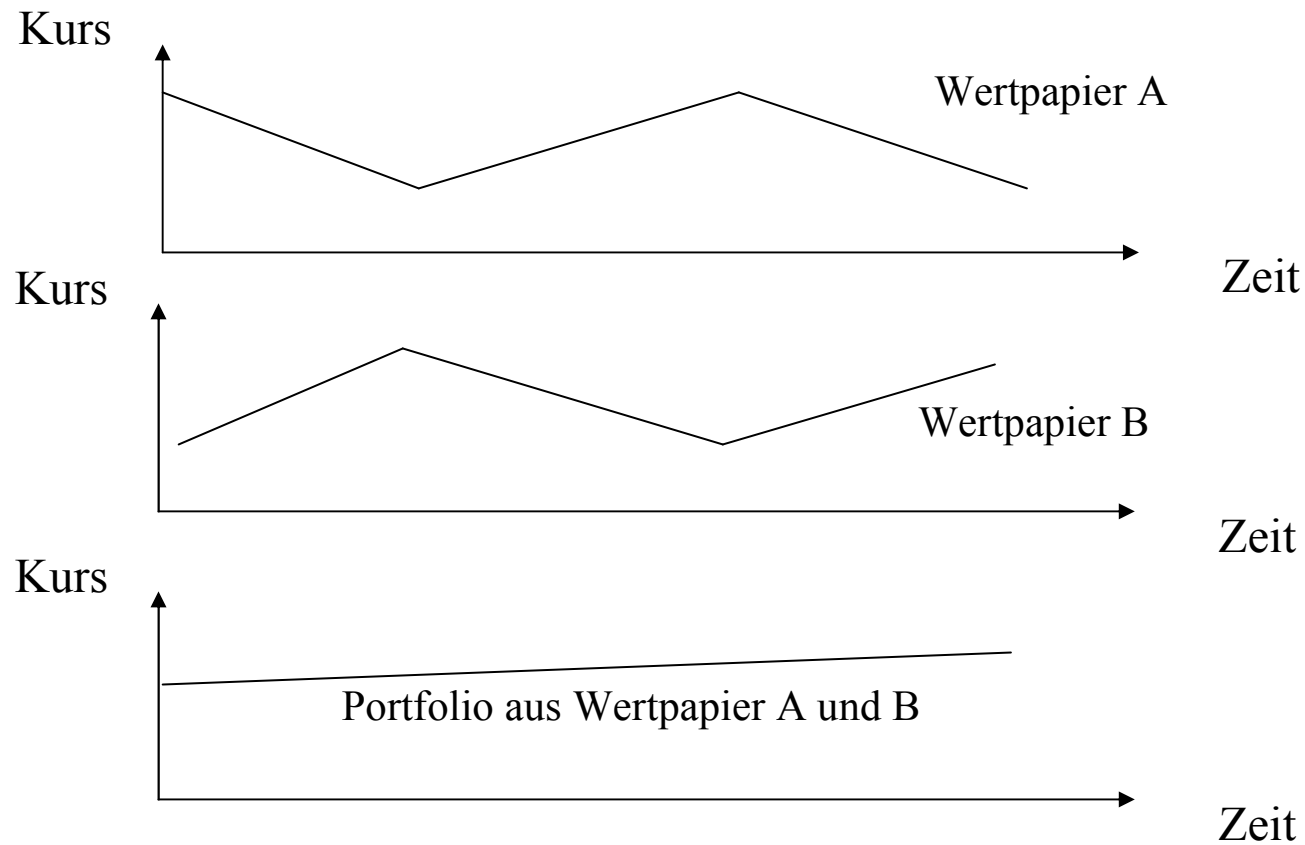 Kurs
Wertpapier A
Zeit
Kurs
Wertpapier B
Zeit
Kurs
Portfolio aus Wertpapier A und B
Zeit